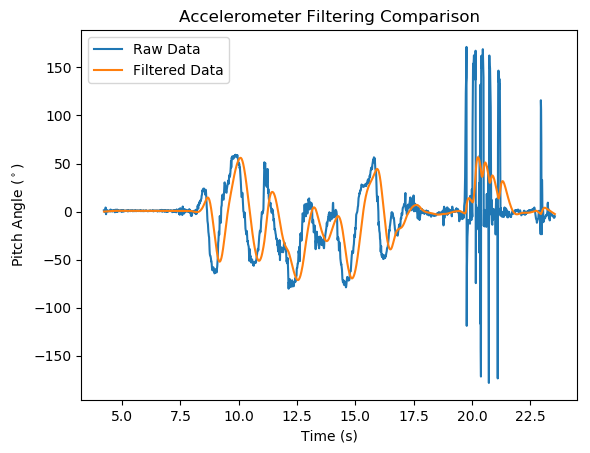 Accelerometer Filtering Comparison
Raw Data
Filtered Data
150
100
50
0
−50
−100
−150
Pitch Angle (°)
5.0 7.5 10.0 12.5 15.0 17.5 20.0 22.5
Time (s)